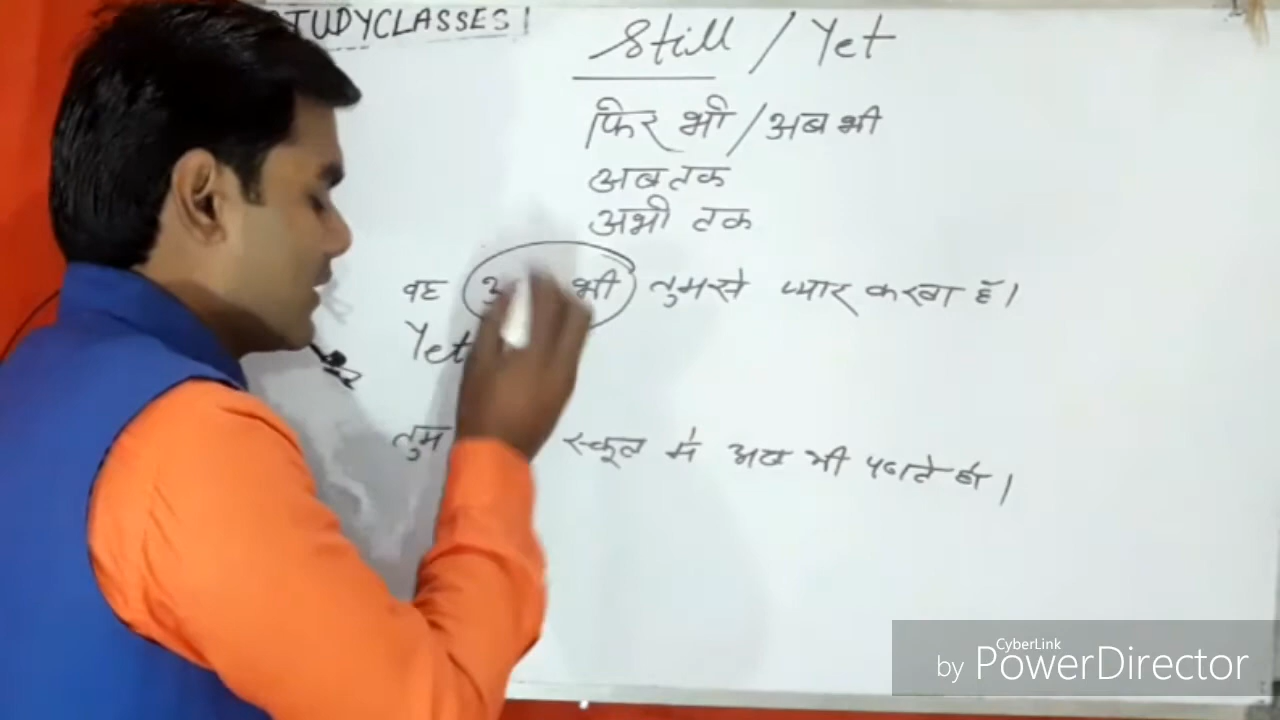 TUDYCLASSES!
Still / Yet
फिर भी / अब भी
अब तक
अभी तक
वह भी तुमसे प्यार करता है।
Yet
तुम स्कूल में अब भी पढ़ाते हो।
CyberLink
by PowerDirector